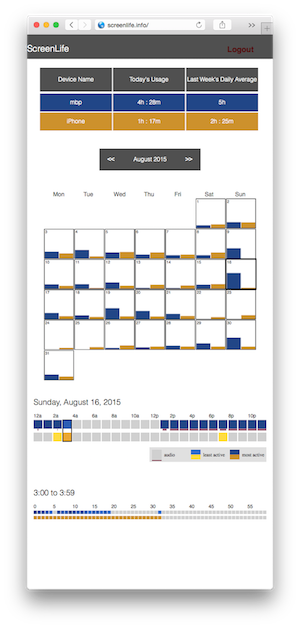 screenlife.info/
ScreenLife
Logout
Device Name Today's Usage Last Week's Daily Average
mbp 4h : 28m 5h
iPhone 1h : 17m 2h : 25m
<< August 2015 >>
Mon Tue Wed Thu Fri Sat Sun
1 2
3 4 5 6 7 8 9
10 11 12 13 14 15 16
17 18 19 20 21 22 23
24 25 26 27 28 29 30
31
Sunday, August 16, 2015
12a 2a 4a 6a 8a 10a 12p 2p 4p 6p 8p 10p
audio least active most active
3:00 to 3:59
0 5 10 15 20 25 30 35 40 45 50 55